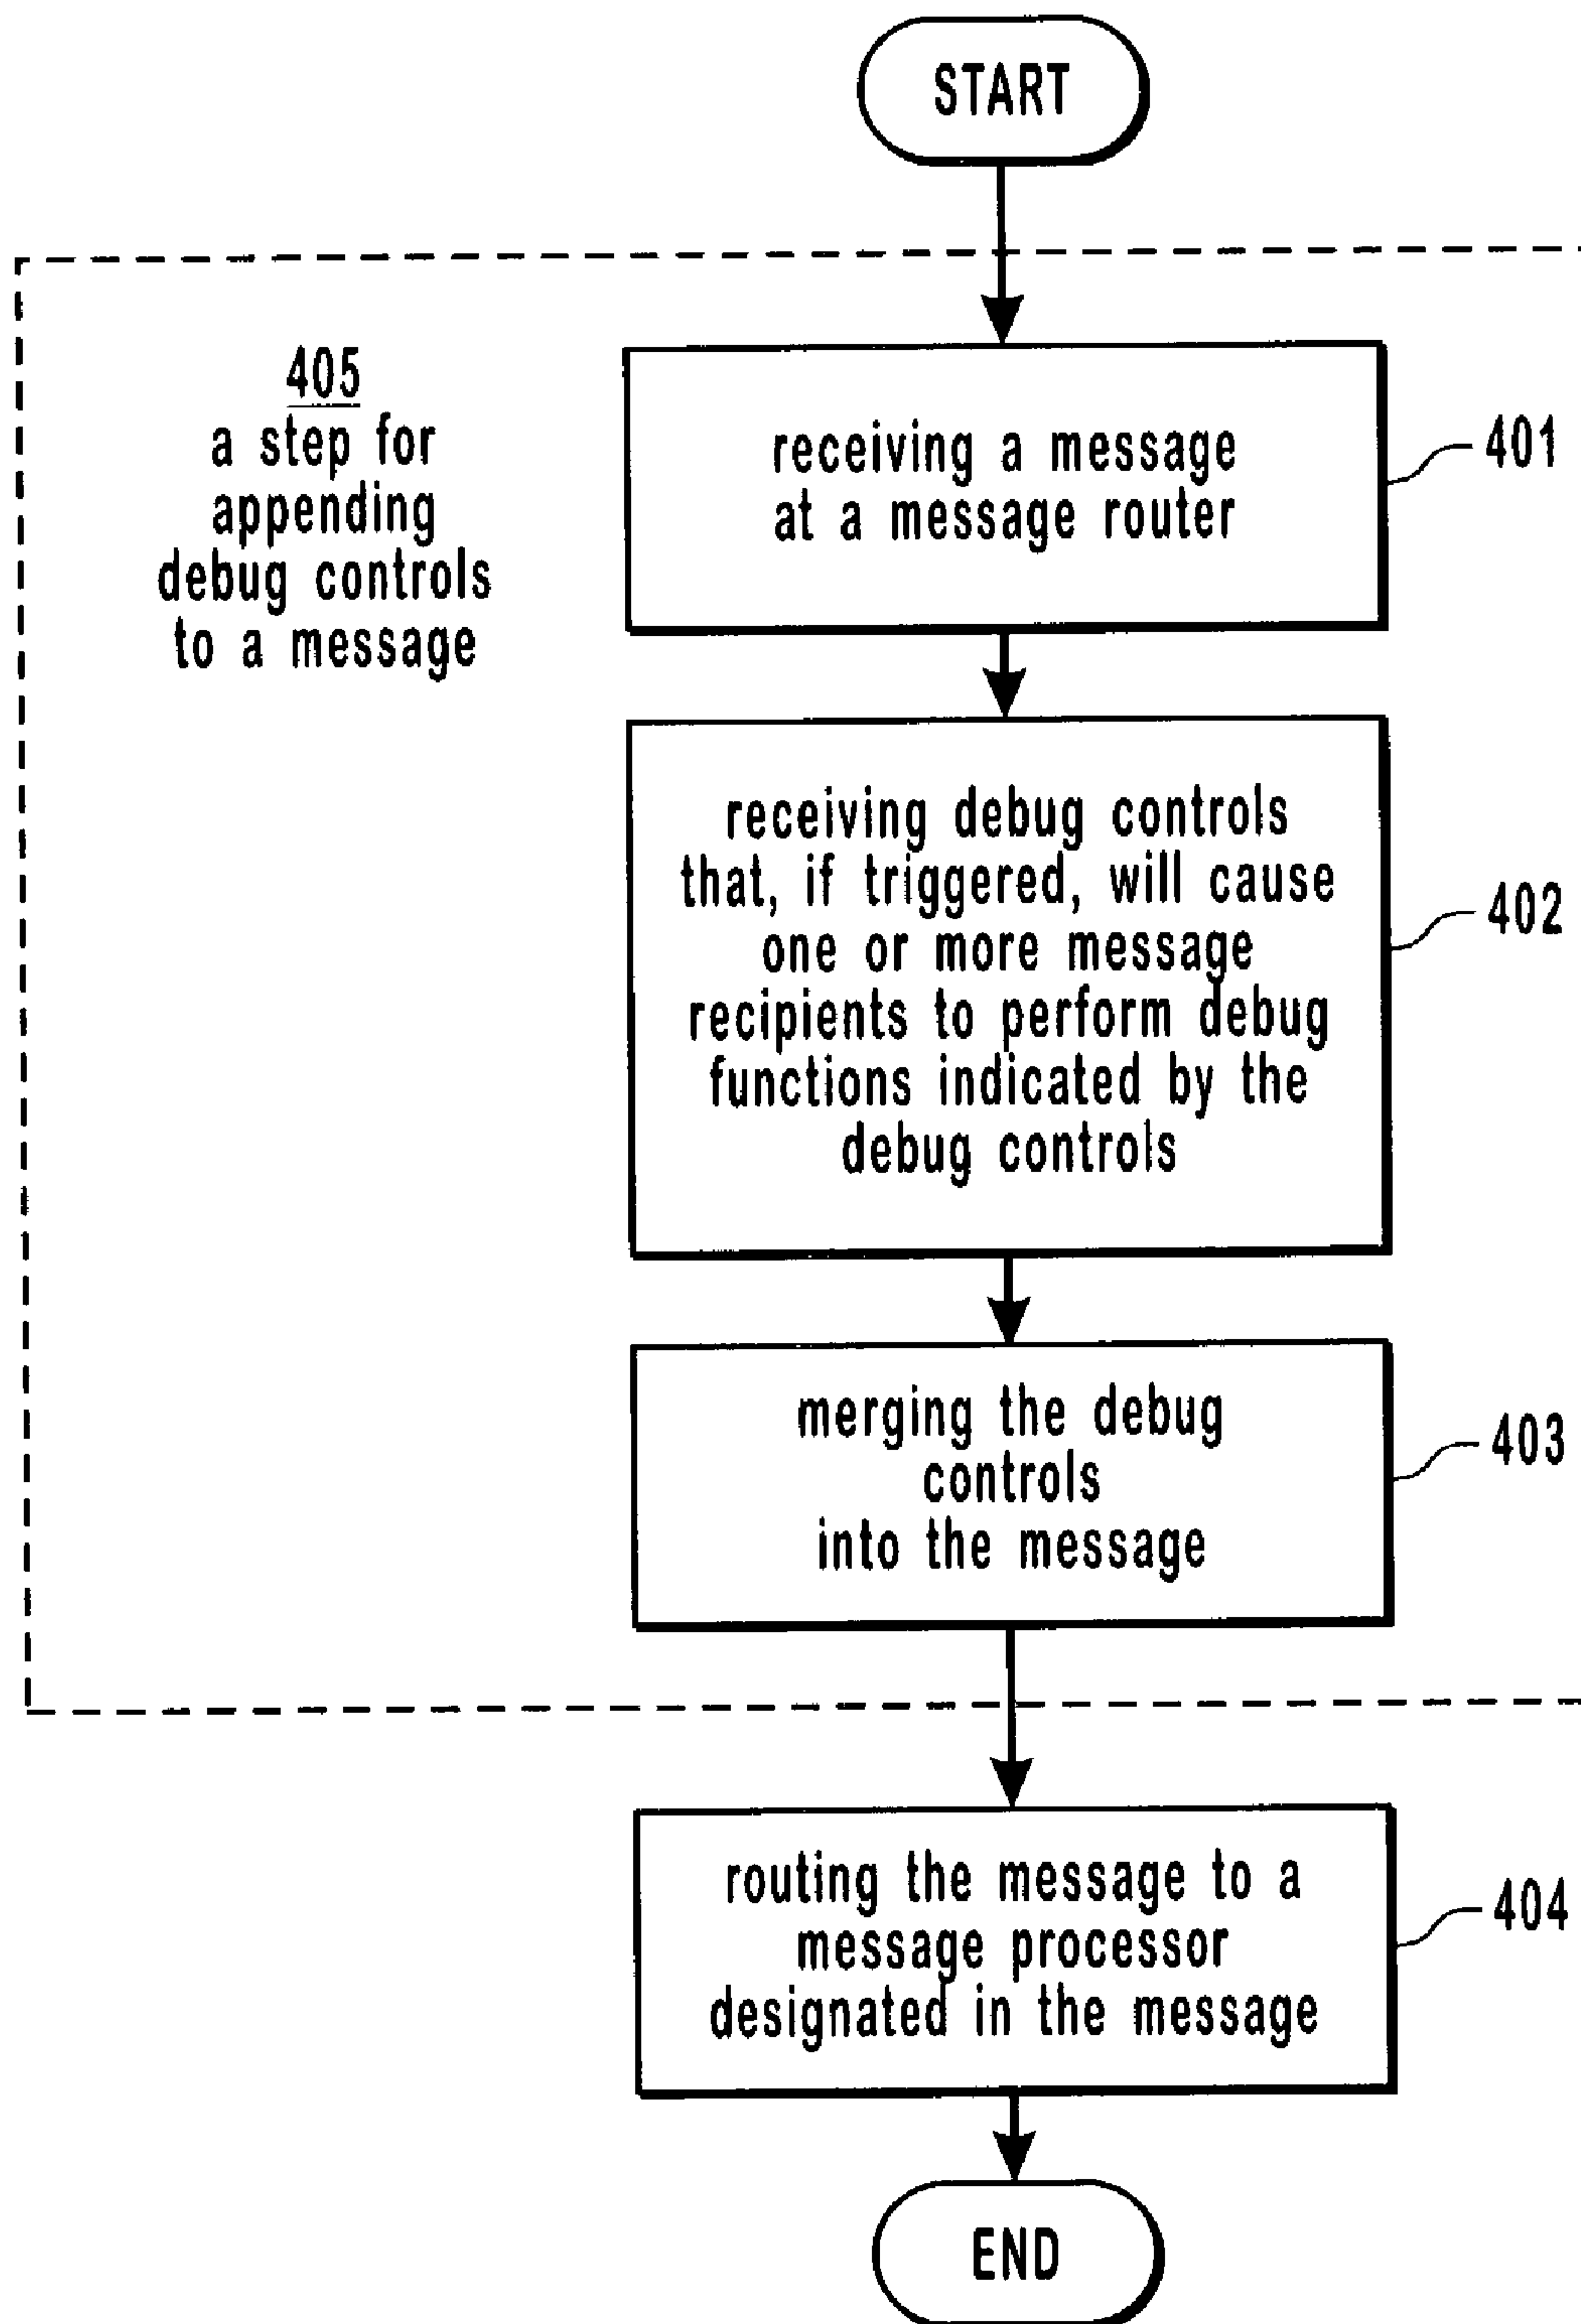 START
405
a step for
appending
debug controls
to a message
receiving a message
at a message router
401
receiving debug controls
that, if triggered, will cause
one or more message
recipients to perform debug
functions indicated by the
debug controls
402
merging the debug
controls
into the message
403
routing the message to a
message processor
designated in the message
404
END